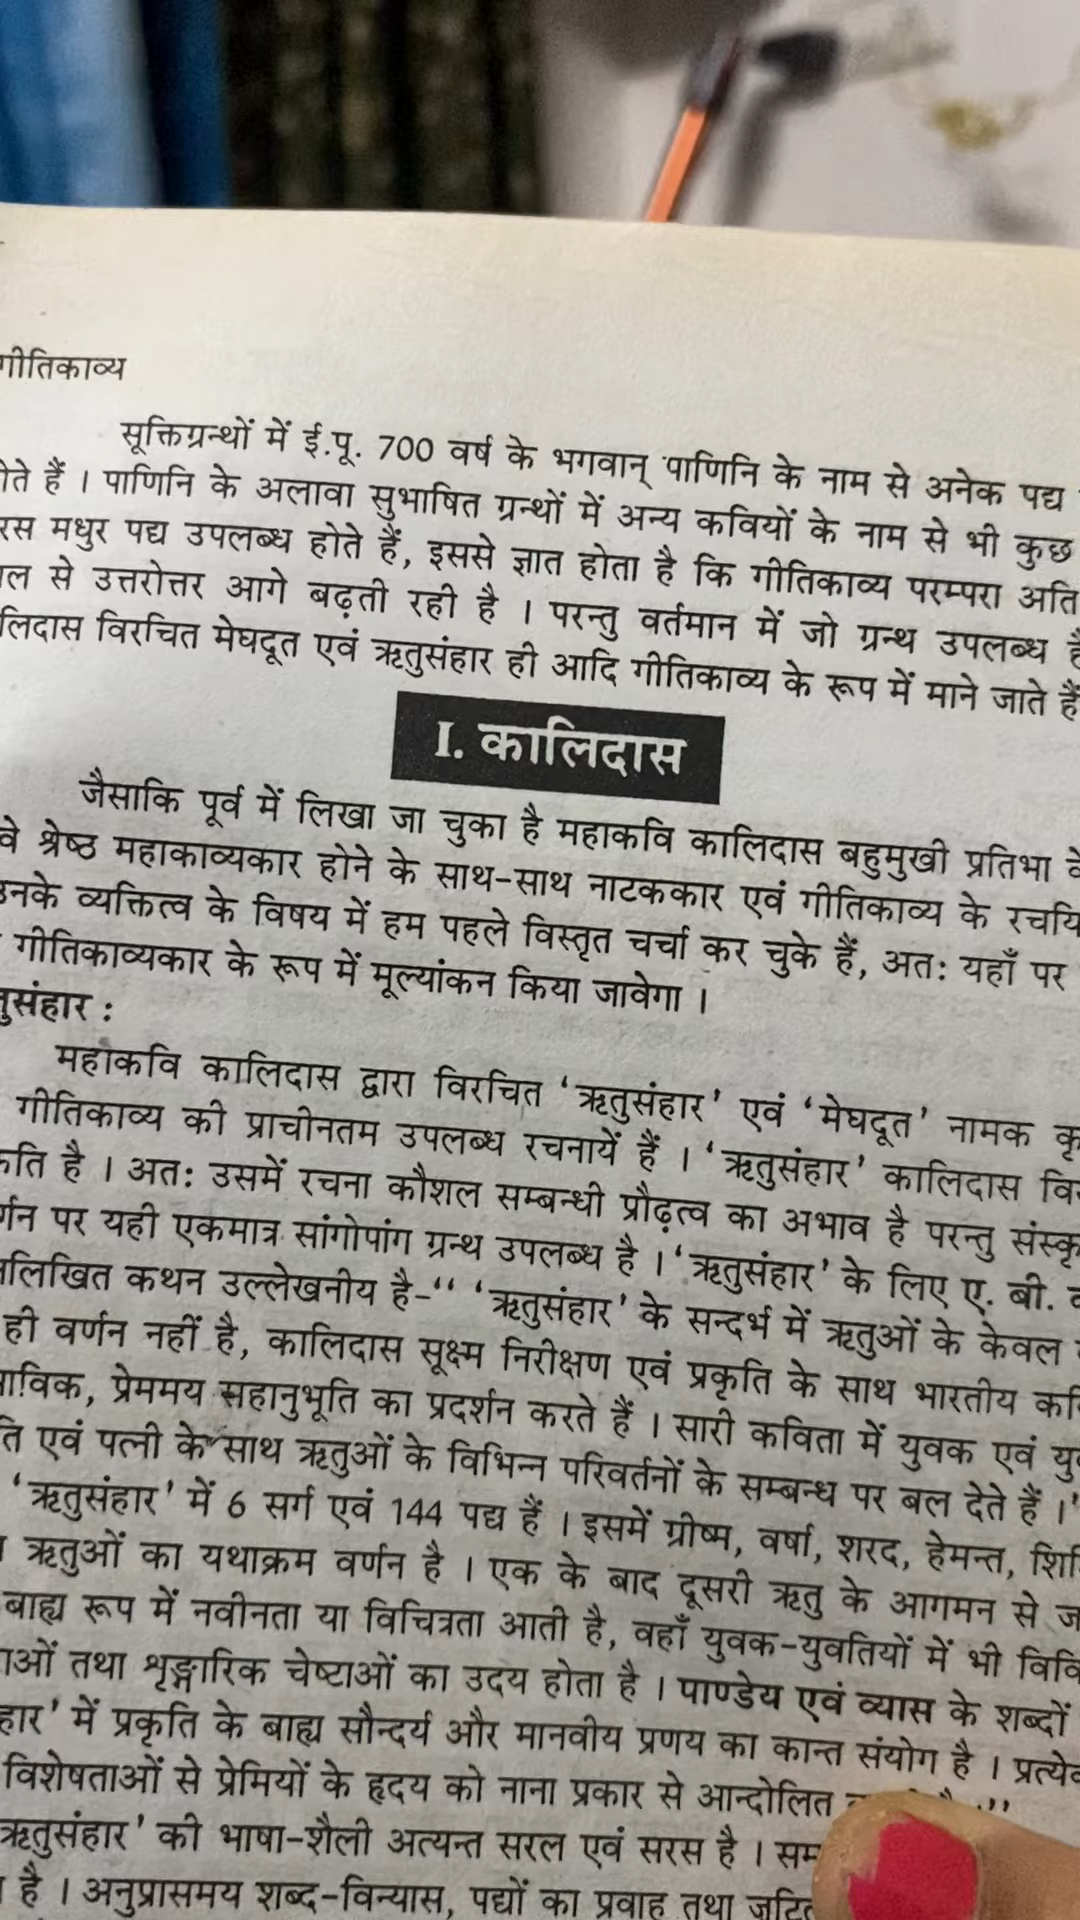 गीतिकाव्य
सूक्तिग्रन्थों में ई.पू. 700 वर्ष के भगवान् पाणिनि के नाम से अनेक पद्य
होते हैं । पाणिनि के अलावा सुभाषित ग्रन्थों में अन्य कवियों के नाम से भी कुछ
रस मधुर पद्य उपलब्ध होते हैं, इससे ज्ञात होता है कि गीतिकाव्य परम्परा अति
ल से उत्तरोत्तर आगे बढ़ती रही है । परन्तु वर्तमान में जो ग्रन्थ उपलब्ध हैं
लिदास विरचित मेघदूत एवं ऋतुसंहार ही आदि गीतिकाव्य के रूप में माने जाते हैं
I. कालिदास
जैसाकि पूर्व में लिखा जा चुका है महाकवि कालिदास बहुमुखी प्रतिभा के
वे श्रेष्ठ महाकाव्यकार होने के साथ-साथ नाटककार एवं गीतिकाव्य के रचयि
उनके व्यक्तित्व के विषय में हम पहले विस्तृत चर्चा कर चुके हैं, अतः यहाँ पर
गीतिकाव्यकार के रूप में मूल्यांकन किया जावेगा ।
तुसंहार :
महाकवि कालिदास द्वारा विरचित ‘ऋतुसंहार’ एवं ‘मेघदूत’ नामक कृ
गीतिकाव्य की प्राचीनतम उपलब्ध रचनायें हैं । ‘ऋतुसंहार’ कालिदास वि
कृति है । अतः उसमें रचना कौशल सम्बन्धी प्रौढ़त्व का अभाव है परन्तु संस्कृ
र्णन पर यही एकमात्र सांगोपांग ग्रन्थ उपलब्ध है । ‘ऋतुसंहार’ के लिए ए. बी.
लिखित कथन उल्लेखनीय है-“ ‘ऋतुसंहार’ के सन्दर्भ में ऋतुओं के केवल
ही वर्णन नहीं है, कालिदास सूक्ष्म निरीक्षण एवं प्रकृति के साथ भारतीय कवि
ाविक, प्रेममय सहानुभूति का प्रदर्शन करते हैं । सारी कविता में युवक एवं यु
ति एवं पत्नी के साथ ऋतुओं के विभिन्न परिवर्तनों के सम्बन्ध पर बल देते हैं ।’
‘ऋतुसंहार’ में 6 सर्ग एवं 144 पद्य हैं । इसमें ग्रीष्म, वर्षा, शरद, हेमन्त, शि
ऋतुओं का यथाक्रम वर्णन है । एक के बाद दूसरी ऋतु के आगमन से ज
बाह्य रूप में नवीनता या विचित्रता आती है, वहाँ युवक-युवतियों में भी विवि
ाओं तथा शृङ्गारिक चेष्टाओं का उदय होता है । पाण्डेय एवं व्यास के शब्दों
हार’ में प्रकृति के बाह्य सौन्दर्य और मानवीय प्रणय का कान्त संयोग है । प्रत्ये
विशेषताओं से प्रेमियों के हृदय को नाना प्रकार से आन्दोलित
ऋतुसंहार’ की भाषा-शैली अत्यन्त सरल एवं सरस है । सम
है । अनुप्रासमय शब्द-विन्यास, पद्यों का प्रवाह तथा जटि